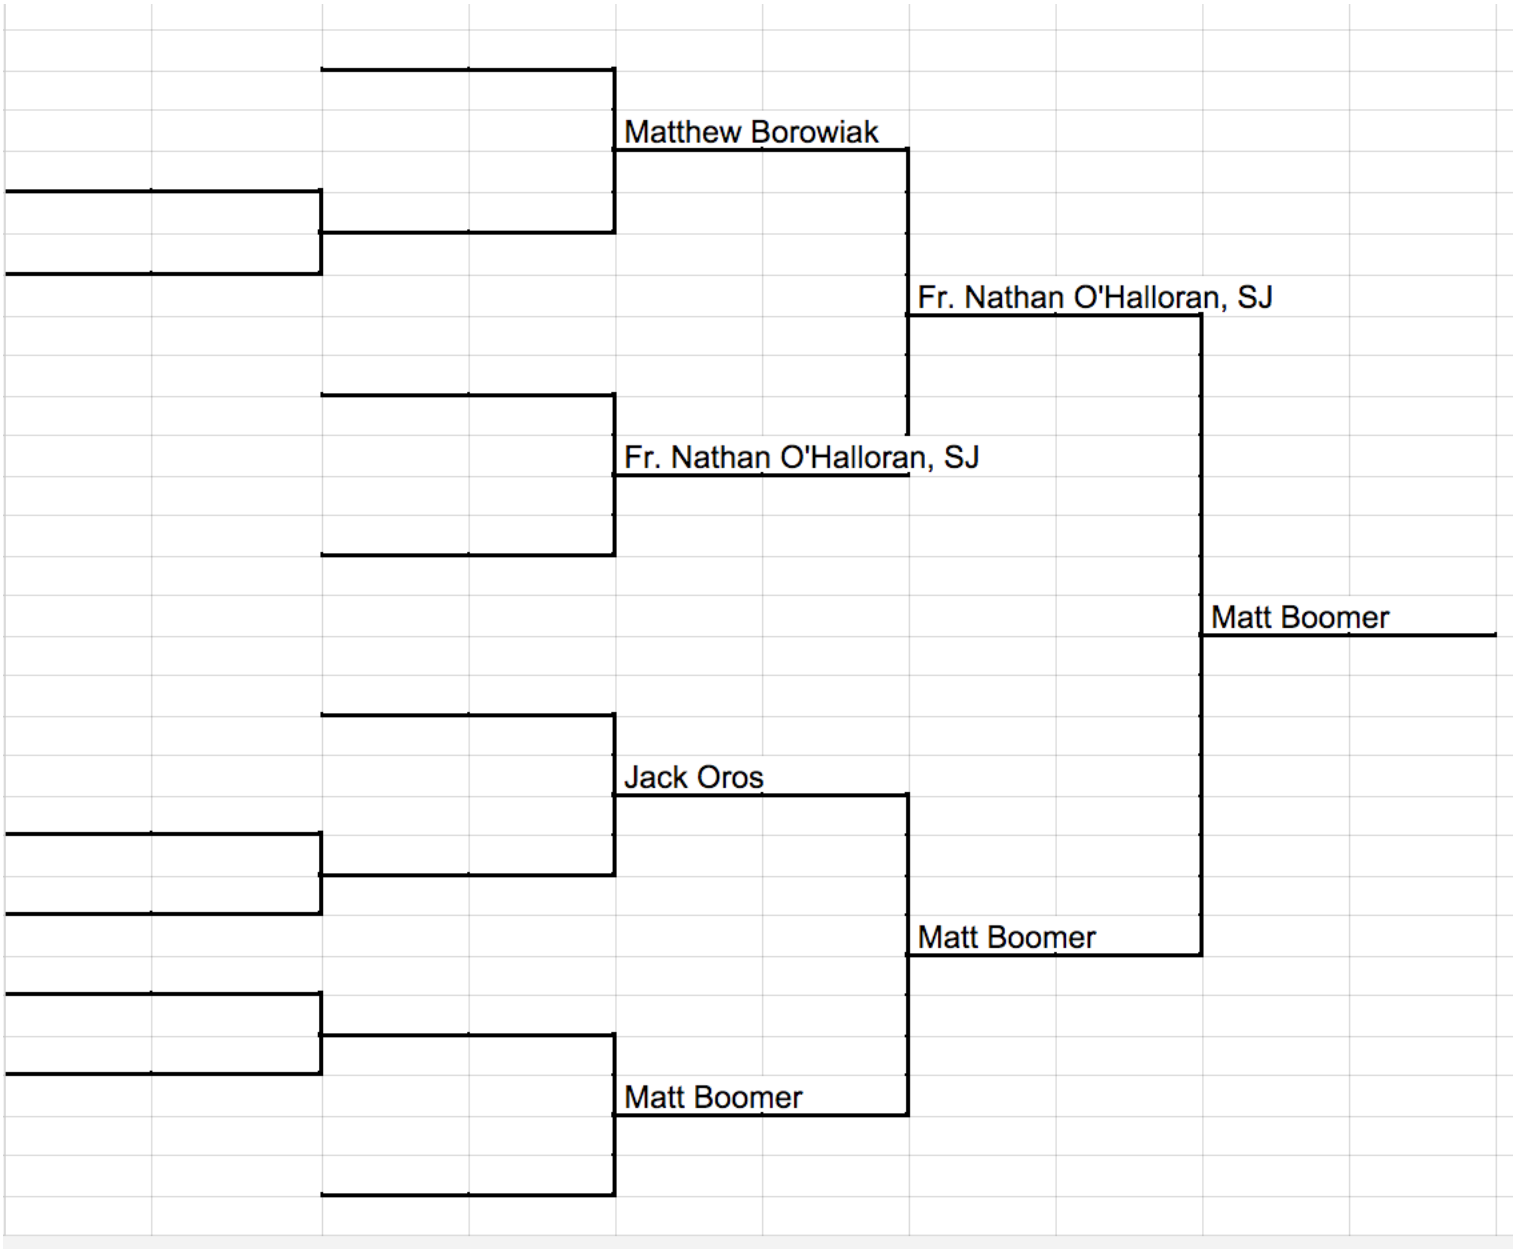 Matthew Borowiak
Fr. Nathan O'Halloran, SJ
Fr. Nathan O'Halloran, SJ
Matt Boomer
Jack Oros
Matt Boomer
Matt Boomer